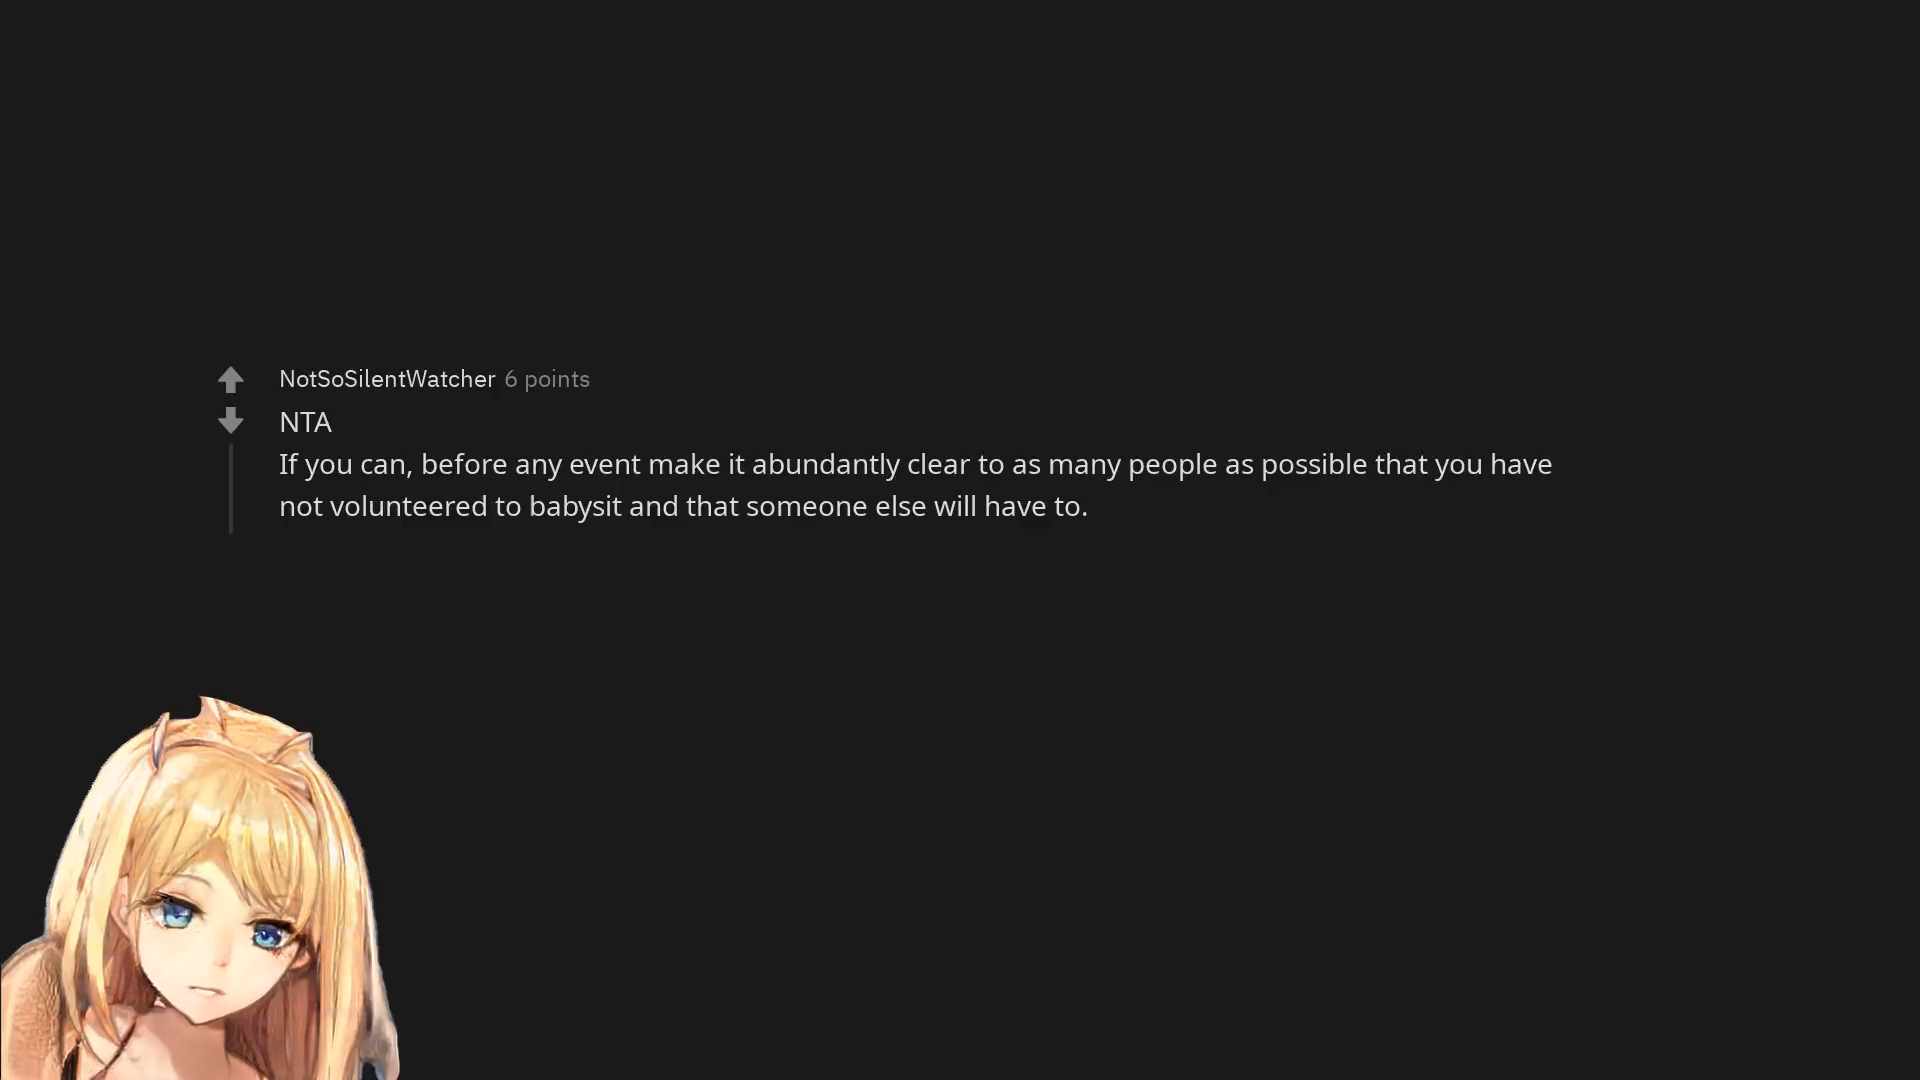 NotSoSilentWatcher 6 points
NTA
If you can, before any event make it abundantly clear to as many people as possible that you have
not volunteered to babysit and that someone else will have to.